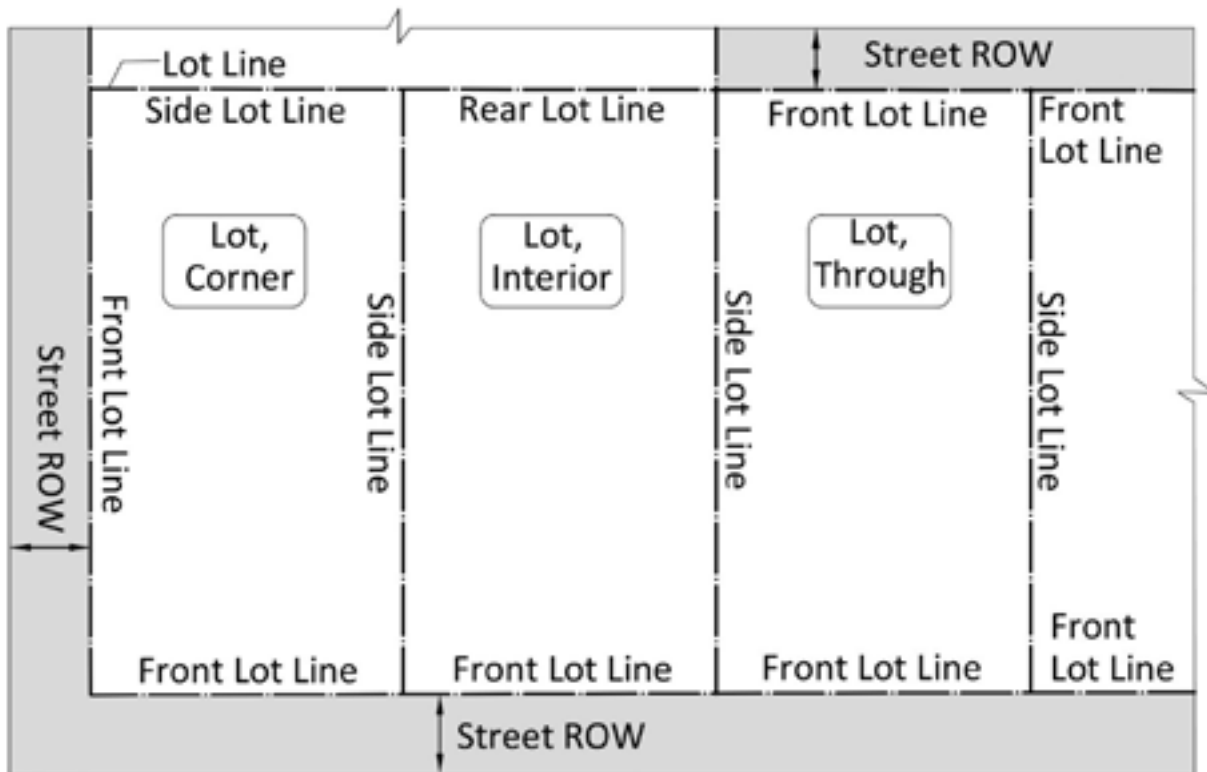 Lot Line
Street ROW
Side Lot Line
Rear Lot Line
Front Lot Line
Front
Lot Line
Lot,
Corner
Lot,
Interior
Lot,
Through
Street ROW
Front Lot Line
Side Lot Line
Side Lot Line
Side Lot Line
Front Lot Line
Front Lot Line
Front Lot Line
Front
Lot Line
Street ROW